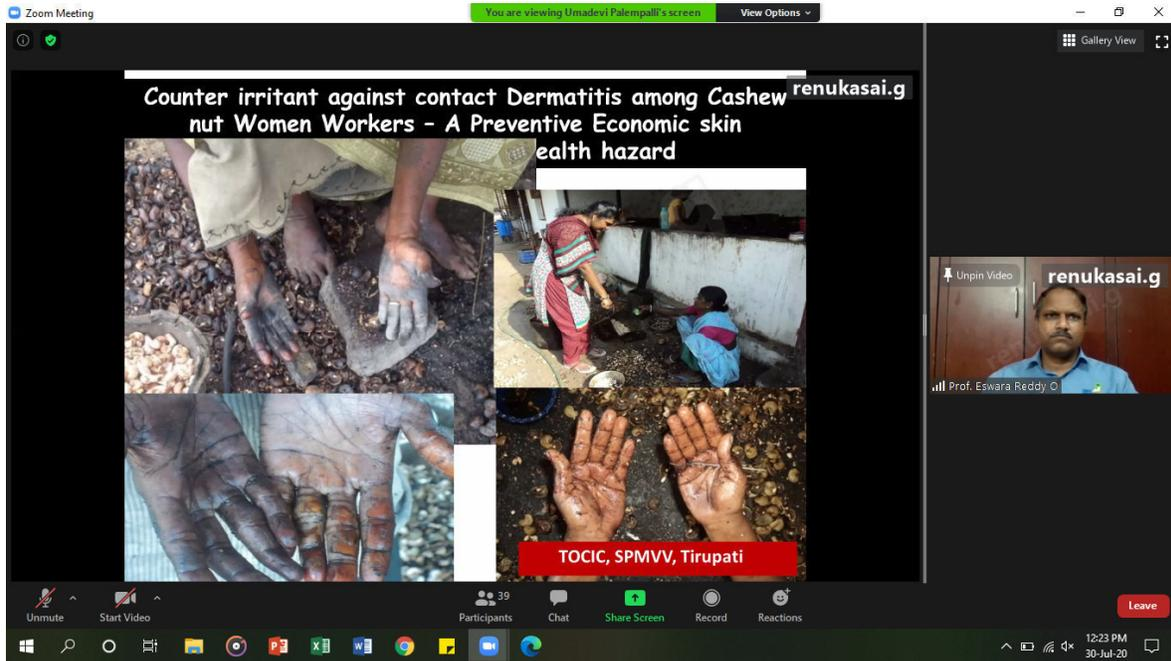 Zoom Meeting
You are viewing Umadevi Palempalli's screen
View Options
Gallery View
renukasai.g
Counter irritant against contact Dermatitis among Cashew
nut Women Workers – A Preventive Economic skin
ealth hazard
Unpin Video
renukasai.g
Prof. Eswara Reddy O
TOCIC, SPMVV, Tirupati
Unmute
Start Video
39
Participants
Chat
Share Screen
Record
Reactions
Leave
12:23 PM
30-Jul-20